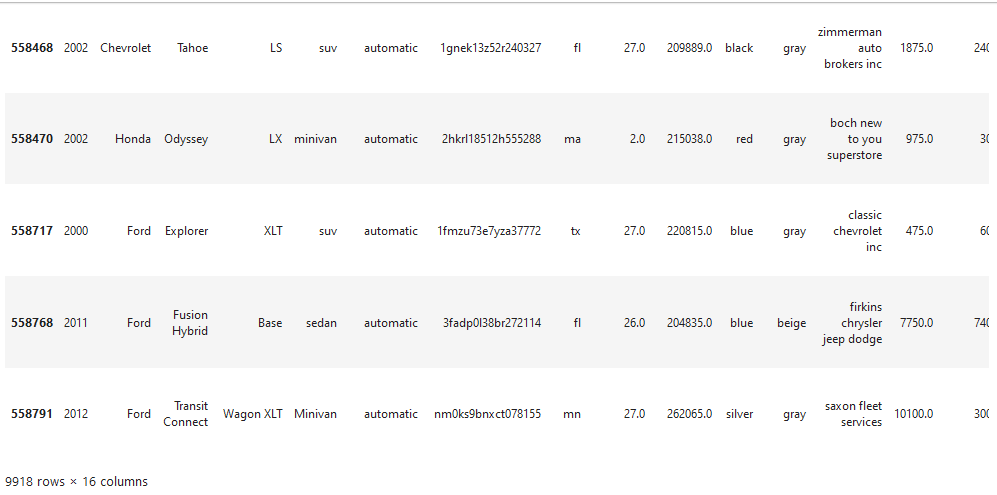 558468 2002 Chevrolet Tahoe LS suv automatic 1gnek13z52r240327 fl 27.0 209889.0 black gray zimmerman auto brokers inc 1875.0 240
558470 2002 Honda Odyssey LX minivan automatic 2hkrl18512h555288 ma 2.0 215038.0 red gray boch new to you superstore 975.0 30
558717 2000 Ford Explorer XLT suv automatic 1fmzu73e7yza37772 tx 27.0 220815.0 blue gray classic chevrolet inc 475.0 60
558768 2011 Ford Fusion Hybrid Base sedan automatic 3fadp0l38br272114 fl 26.0 204835.0 blue beige firkins chrysler jeep dodge 7750.0 740
558791 2012 Ford Transit Connect Wagon XLT Minivan automatic nm0ks9bnxct078155 mn 27.0 262065.0 silver gray saxon fleet services 10100.0 300
9918 rows × 16 columns